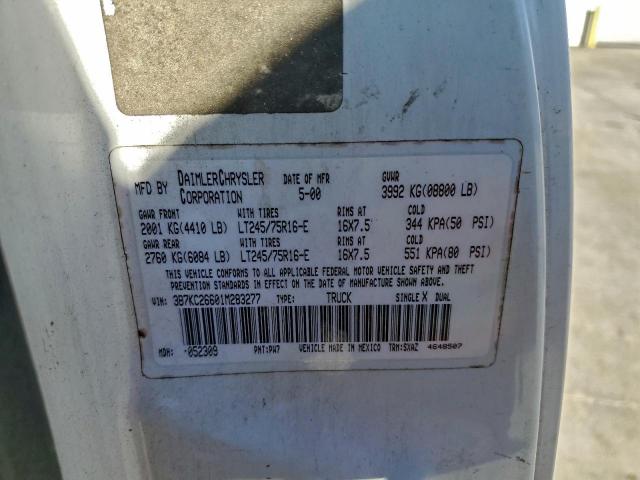 MFD BY DAIMLERCHRYSLER CORPORATION DATE OF MFR 5-00 GVWR 3992 KG(08800 LB)
GAWR FRONT WITH TIRES RIMS AT COLD
2001 KG(4410 LB) LT245/75R16-E 16X7.5 344 KPA(50 PSI)
GAWR REAR WITH TIRES RIMS AT COLD
2760 KG(6084 LB) LT245/75R16-E 16X7.5 551 KPA(80 PSI)
THIS VEHICLE CONFORMS TO ALL APPLICABLE FEDERAL MOTOR VEHICLE SAFETY AND THEFT
PREVENTION STANDARDS IN EFFECT ON THE DATE OF MANUFACTURE SHOWN ABOVE.
VIN: 3B7KC26601M283277 TYPE: TRUCK SINGLE X DUAL
MDH: -052309 PNT:PW7 VEHICLE MADE IN MEXICO TRM:SXAZ 4648507